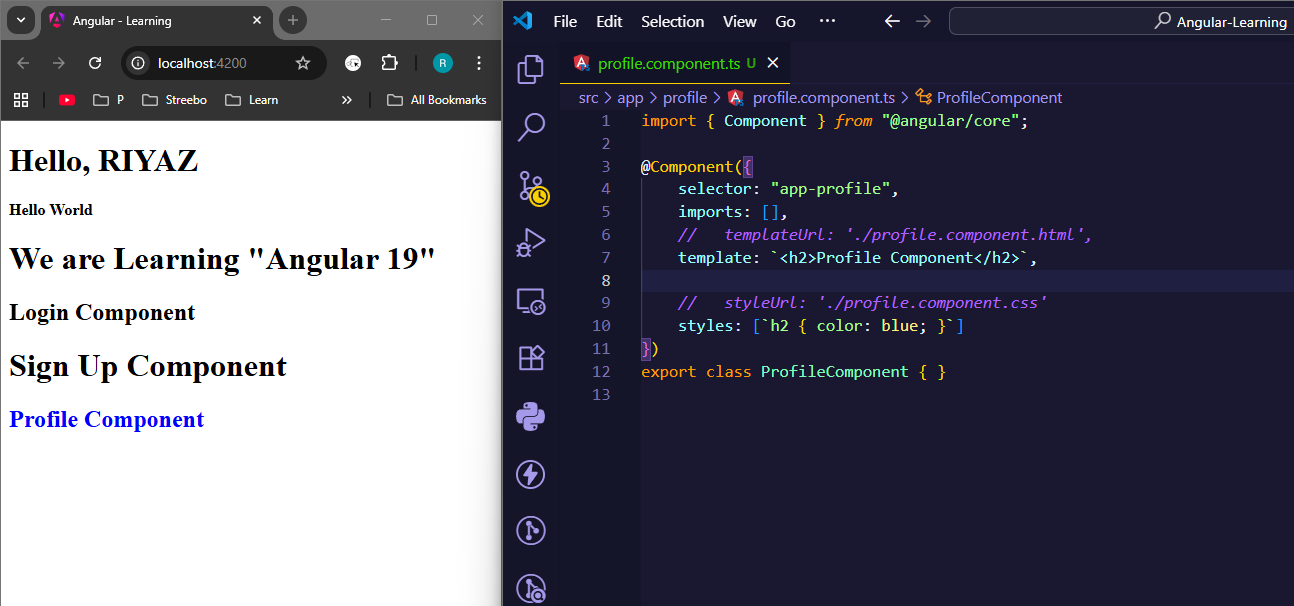 Angular - Learning
localhost:4200
R
P
Streebo
Learn
All Bookmarks
Hello, RIYAZ
Hello World
We are Learning "Angular 19"
Login Component
Sign Up Component
Profile Component
File Edit Selection View Go
Angular-Learning
profile.component.ts U
src > app > profile > profile.component.ts > ProfileComponent
1 import { Component } from "@angular/core";
2
3 @Component({
4 selector: "app-profile",
5 imports: [],
6 // templateUrl: './profile.component.html',
7 template: `<h2>Profile Component</h2>`,
8
9 // styleUrl: './profile.component.css'
10 styles: [`h2 { color: blue; }`]
11 })
12 export class ProfileComponent { }
13